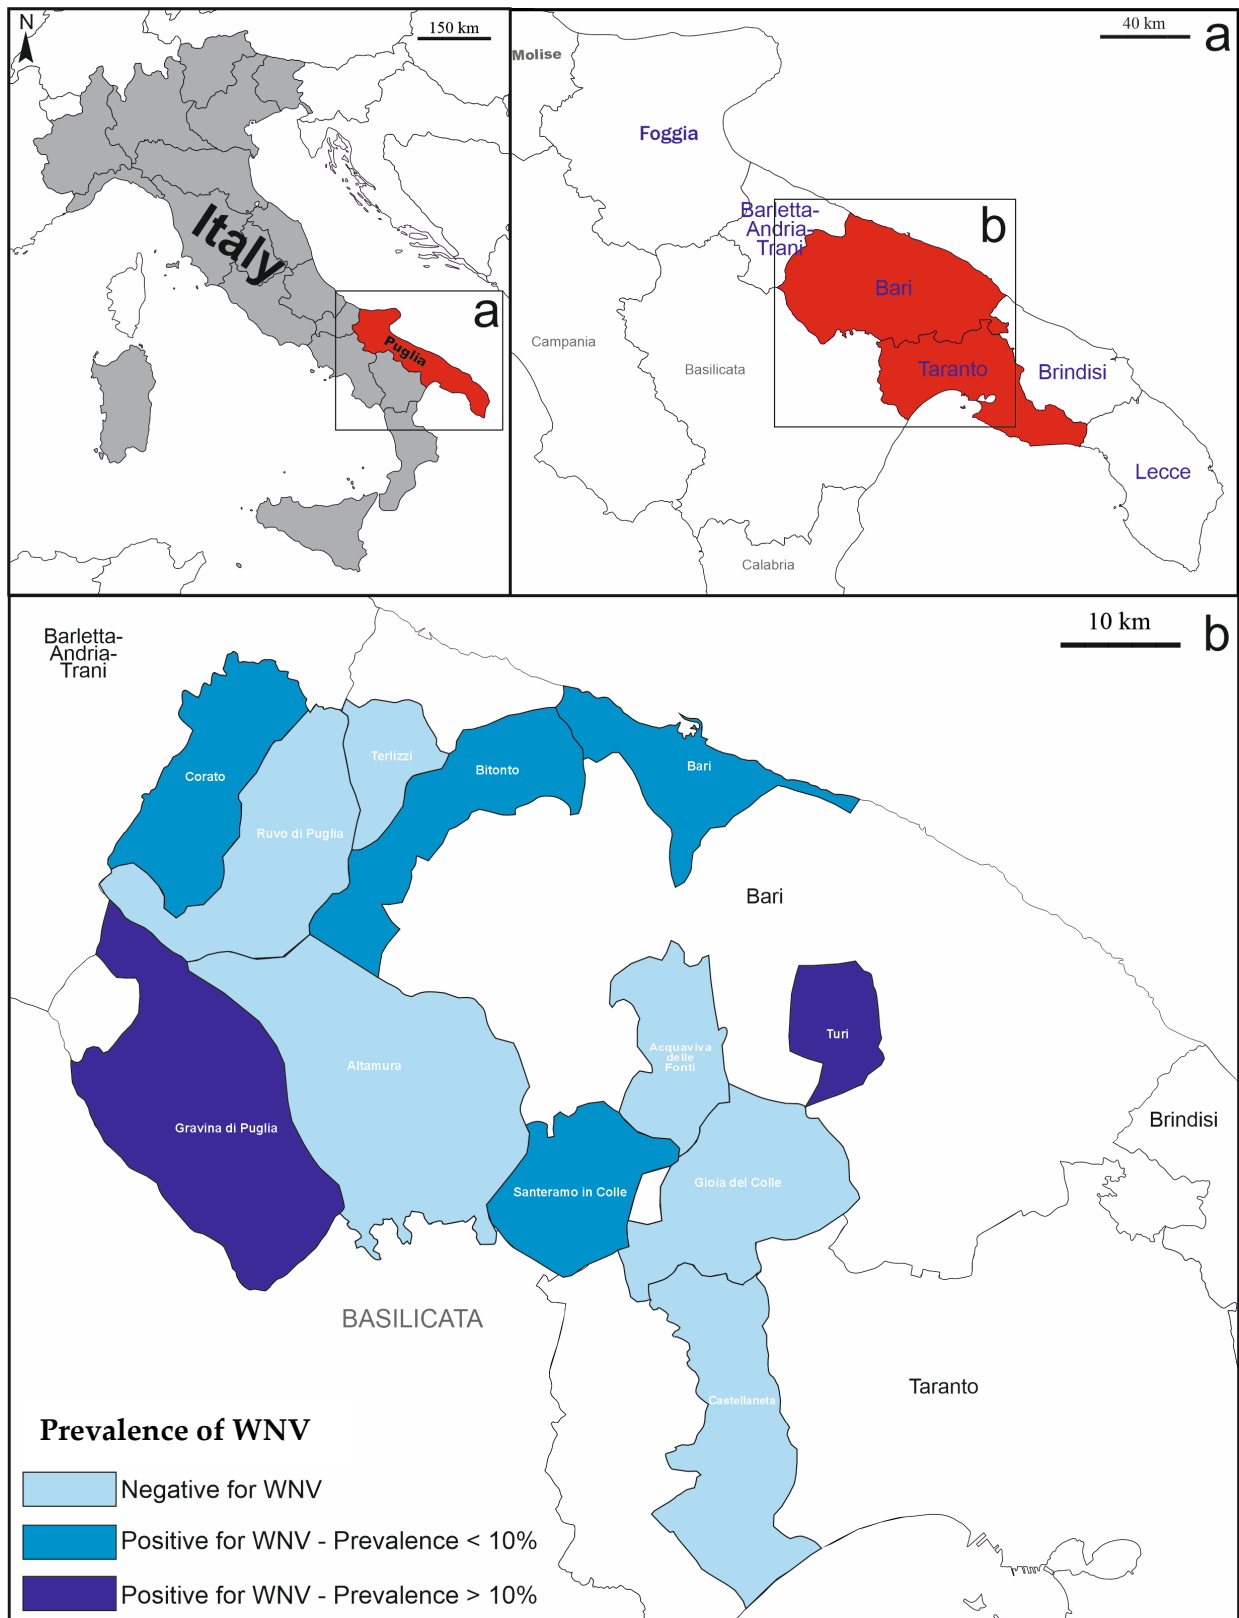 N
150 km
Italy
a
Puglia
40 km
a
Molise
Foggia
Barletta-
Andria-
Trani
b
Bari
Campania
Basilicata
Taranto
Brindisi
Lecce
Calabria
10 km
b
Barletta-
Andria-
Trani
Corato
Terlizzi
Bitonto
Bari
Ruvo di Puglia
Bari
Turi
Acquaviva
delle
Fonti
Altamura
Gravina di Puglia
Brindisi
Santeramo in Colle
Gioia del Colle
BASILICATA
Taranto
Castellaneta
Prevalence of WNV
Negative for WNV
Positive for WNV - Prevalence < 10%
Positive for WNV - Prevalence > 10%